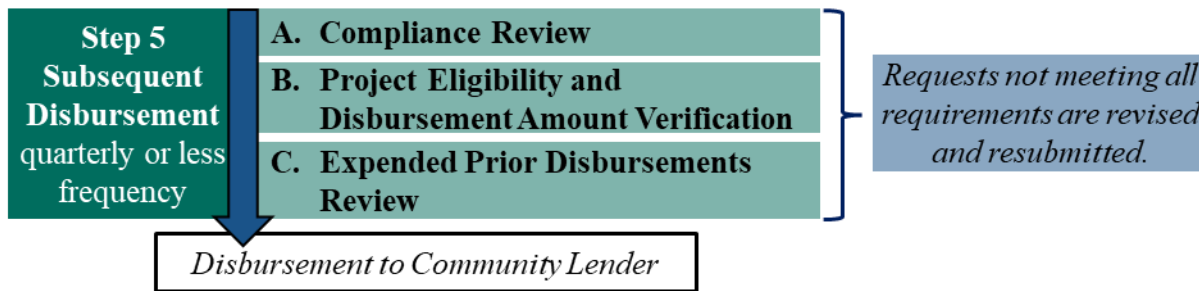 Step 5
Subsequent
Disbursement
quarterly or less
frequency
A. Compliance Review
B. Project Eligibility and
Disbursement Amount Verification
C. Expended Prior Disbursements
Review
Requests not meeting all
requirements are revised
and resubmitted.
Disbursement to Community Lender